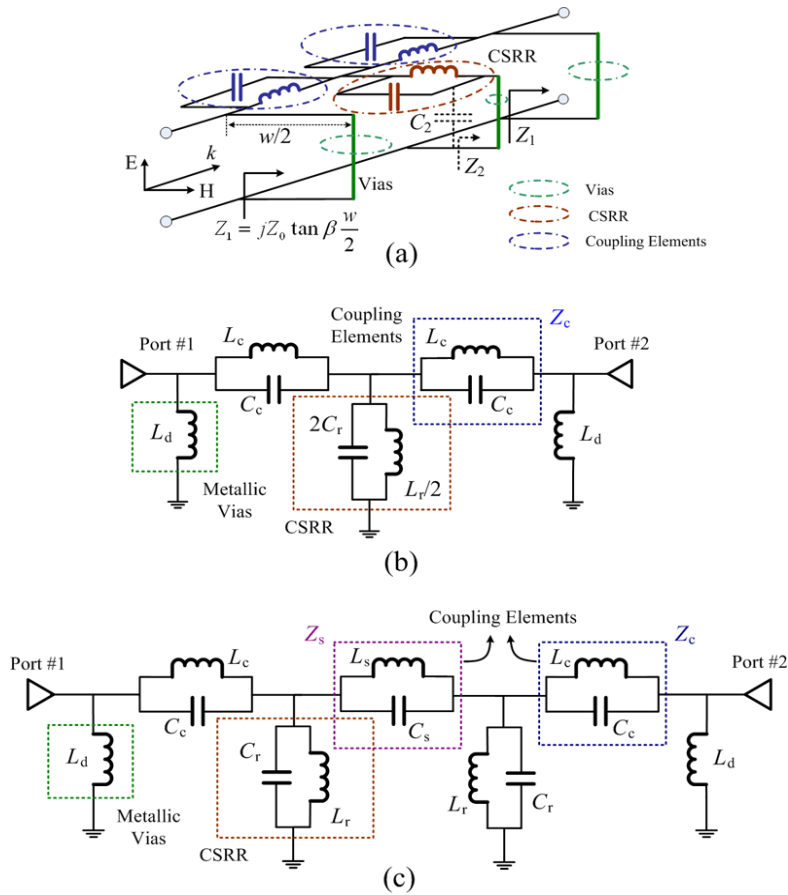 CSRR
w/2
C2
Z1
Z2
E
k
H
Vias
Z1 = jZ0 tan β w/2
Vias
CSRR
Coupling Elements
(a)
Coupling
Elements
Zc
Port #1
Lc
Lc
Port #2
Cc
Cc
Ld
2Cr
Lr/2
Ld
Metallic
Vias
CSRR
(b)
Coupling Elements
Zs
Zc
Port #1
Lc
Ls
Lc
Port #2
Cc
Cs
Cc
Ld
Cr
Lr
Lr
Cr
Ld
Metallic
Vias
CSRR
(c)